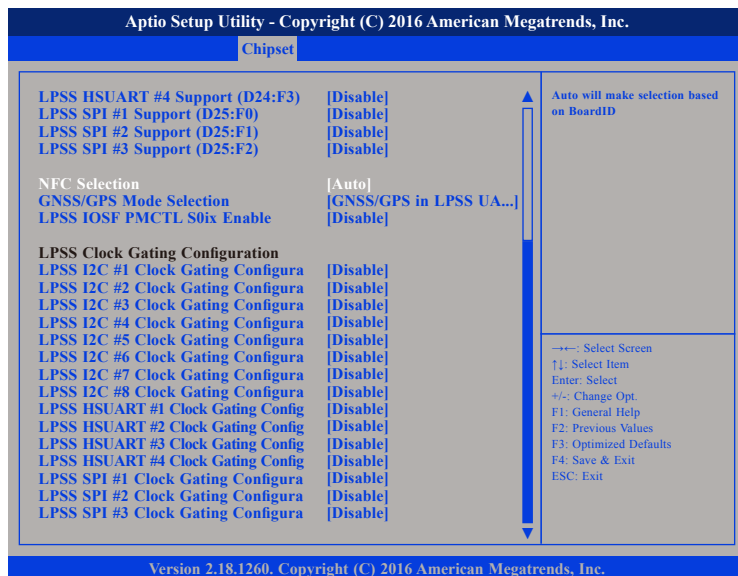 Aptio Setup Utility - Copyright (C) 2016 American Megatrends, Inc.
Chipset
LPSS HSUART #4 Support (D24:F3) [Disable]
LPSS SPI #1 Support (D25:F0) [Disable]
LPSS SPI #2 Support (D25:F1) [Disable]
LPSS SPI #3 Support (D25:F2) [Disable]
NFC Selection [Auto]
GNSS/GPS Mode Selection [GNSS/GPS in LPSS UA...]
LPSS IOSF PMCTL S0ix Enable [Disable]
LPSS Clock Gating Configuration
LPSS I2C #1 Clock Gating Configura [Disable]
LPSS I2C #2 Clock Gating Configura [Disable]
LPSS I2C #3 Clock Gating Configura [Disable]
LPSS I2C #4 Clock Gating Configura [Disable]
LPSS I2C #5 Clock Gating Configura [Disable]
LPSS I2C #6 Clock Gating Configura [Disable]
LPSS I2C #7 Clock Gating Configura [Disable]
LPSS I2C #8 Clock Gating Configura [Disable]
LPSS HSUART #1 Clock Gating Config [Disable]
LPSS HSUART #2 Clock Gating Config [Disable]
LPSS HSUART #3 Clock Gating Config [Disable]
LPSS HSUART #4 Clock Gating Config [Disable]
LPSS SPI #1 Clock Gating Configura [Disable]
LPSS SPI #2 Clock Gating Configura [Disable]
LPSS SPI #3 Clock Gating Configura [Disable]
Auto will make selection based
on BoardID
→←: Select Screen
↑↓: Select Item
Enter: Select
+/-: Change Opt.
F1: General Help
F2: Previous Values
F3: Optimized Defaults
F4: Save & Exit
ESC: Exit
Version 2.18.1260. Copyright (C) 2016 American Megatrends, Inc.